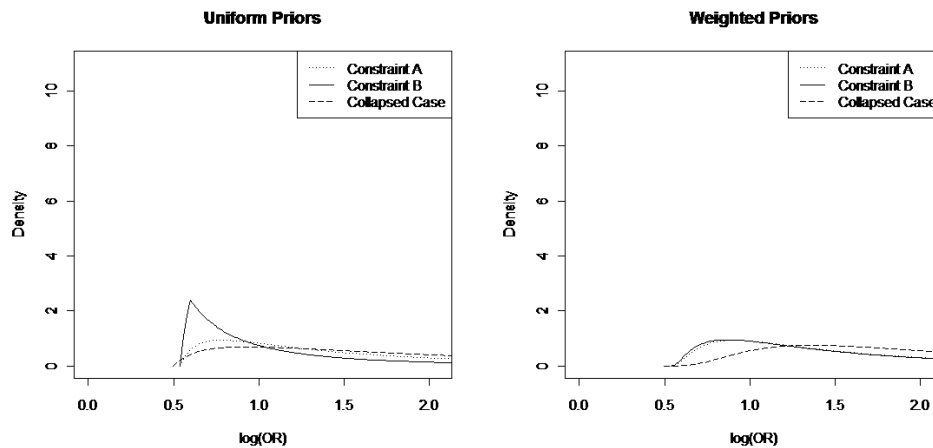 Uniform Priors
Constraint A
Constraint B
Collapsed Case
Density
10
8
6
4
2
0
0.0 0.5 1.0 1.5 2.0
log(OR)
Weighted Priors
Constraint A
Constraint B
Collapsed Case
Density
10
8
6
4
2
0
0.0 0.5 1.0 1.5 2.0
log(OR)